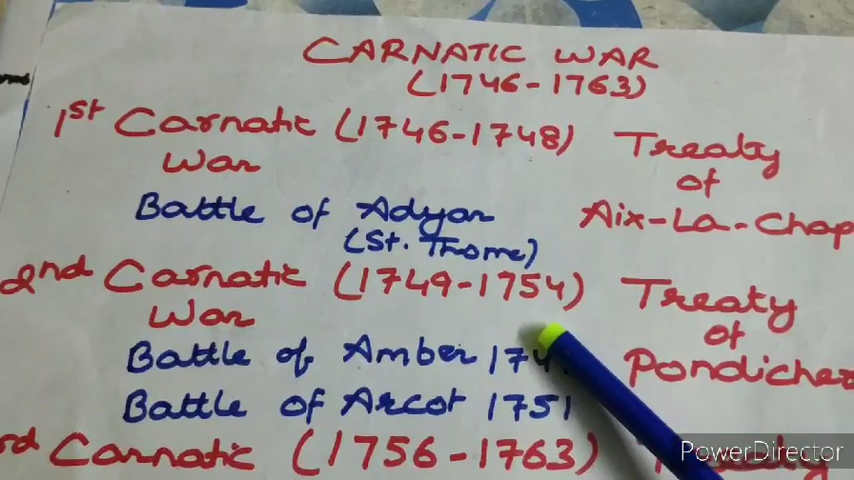 CARNATIC WAR
(1746-1763)
1st Carnatic (1746-1748) Treaty
War of
Battle of Adyar Aix-La-Chap
(St. Thome)
2nd Carnatic (1749-1754) Treaty
War of
Battle of Amber 174 Pondicher
Battle of Arcot 1751
rd Carnatic (1756-1763) Treaty
PowerDirector